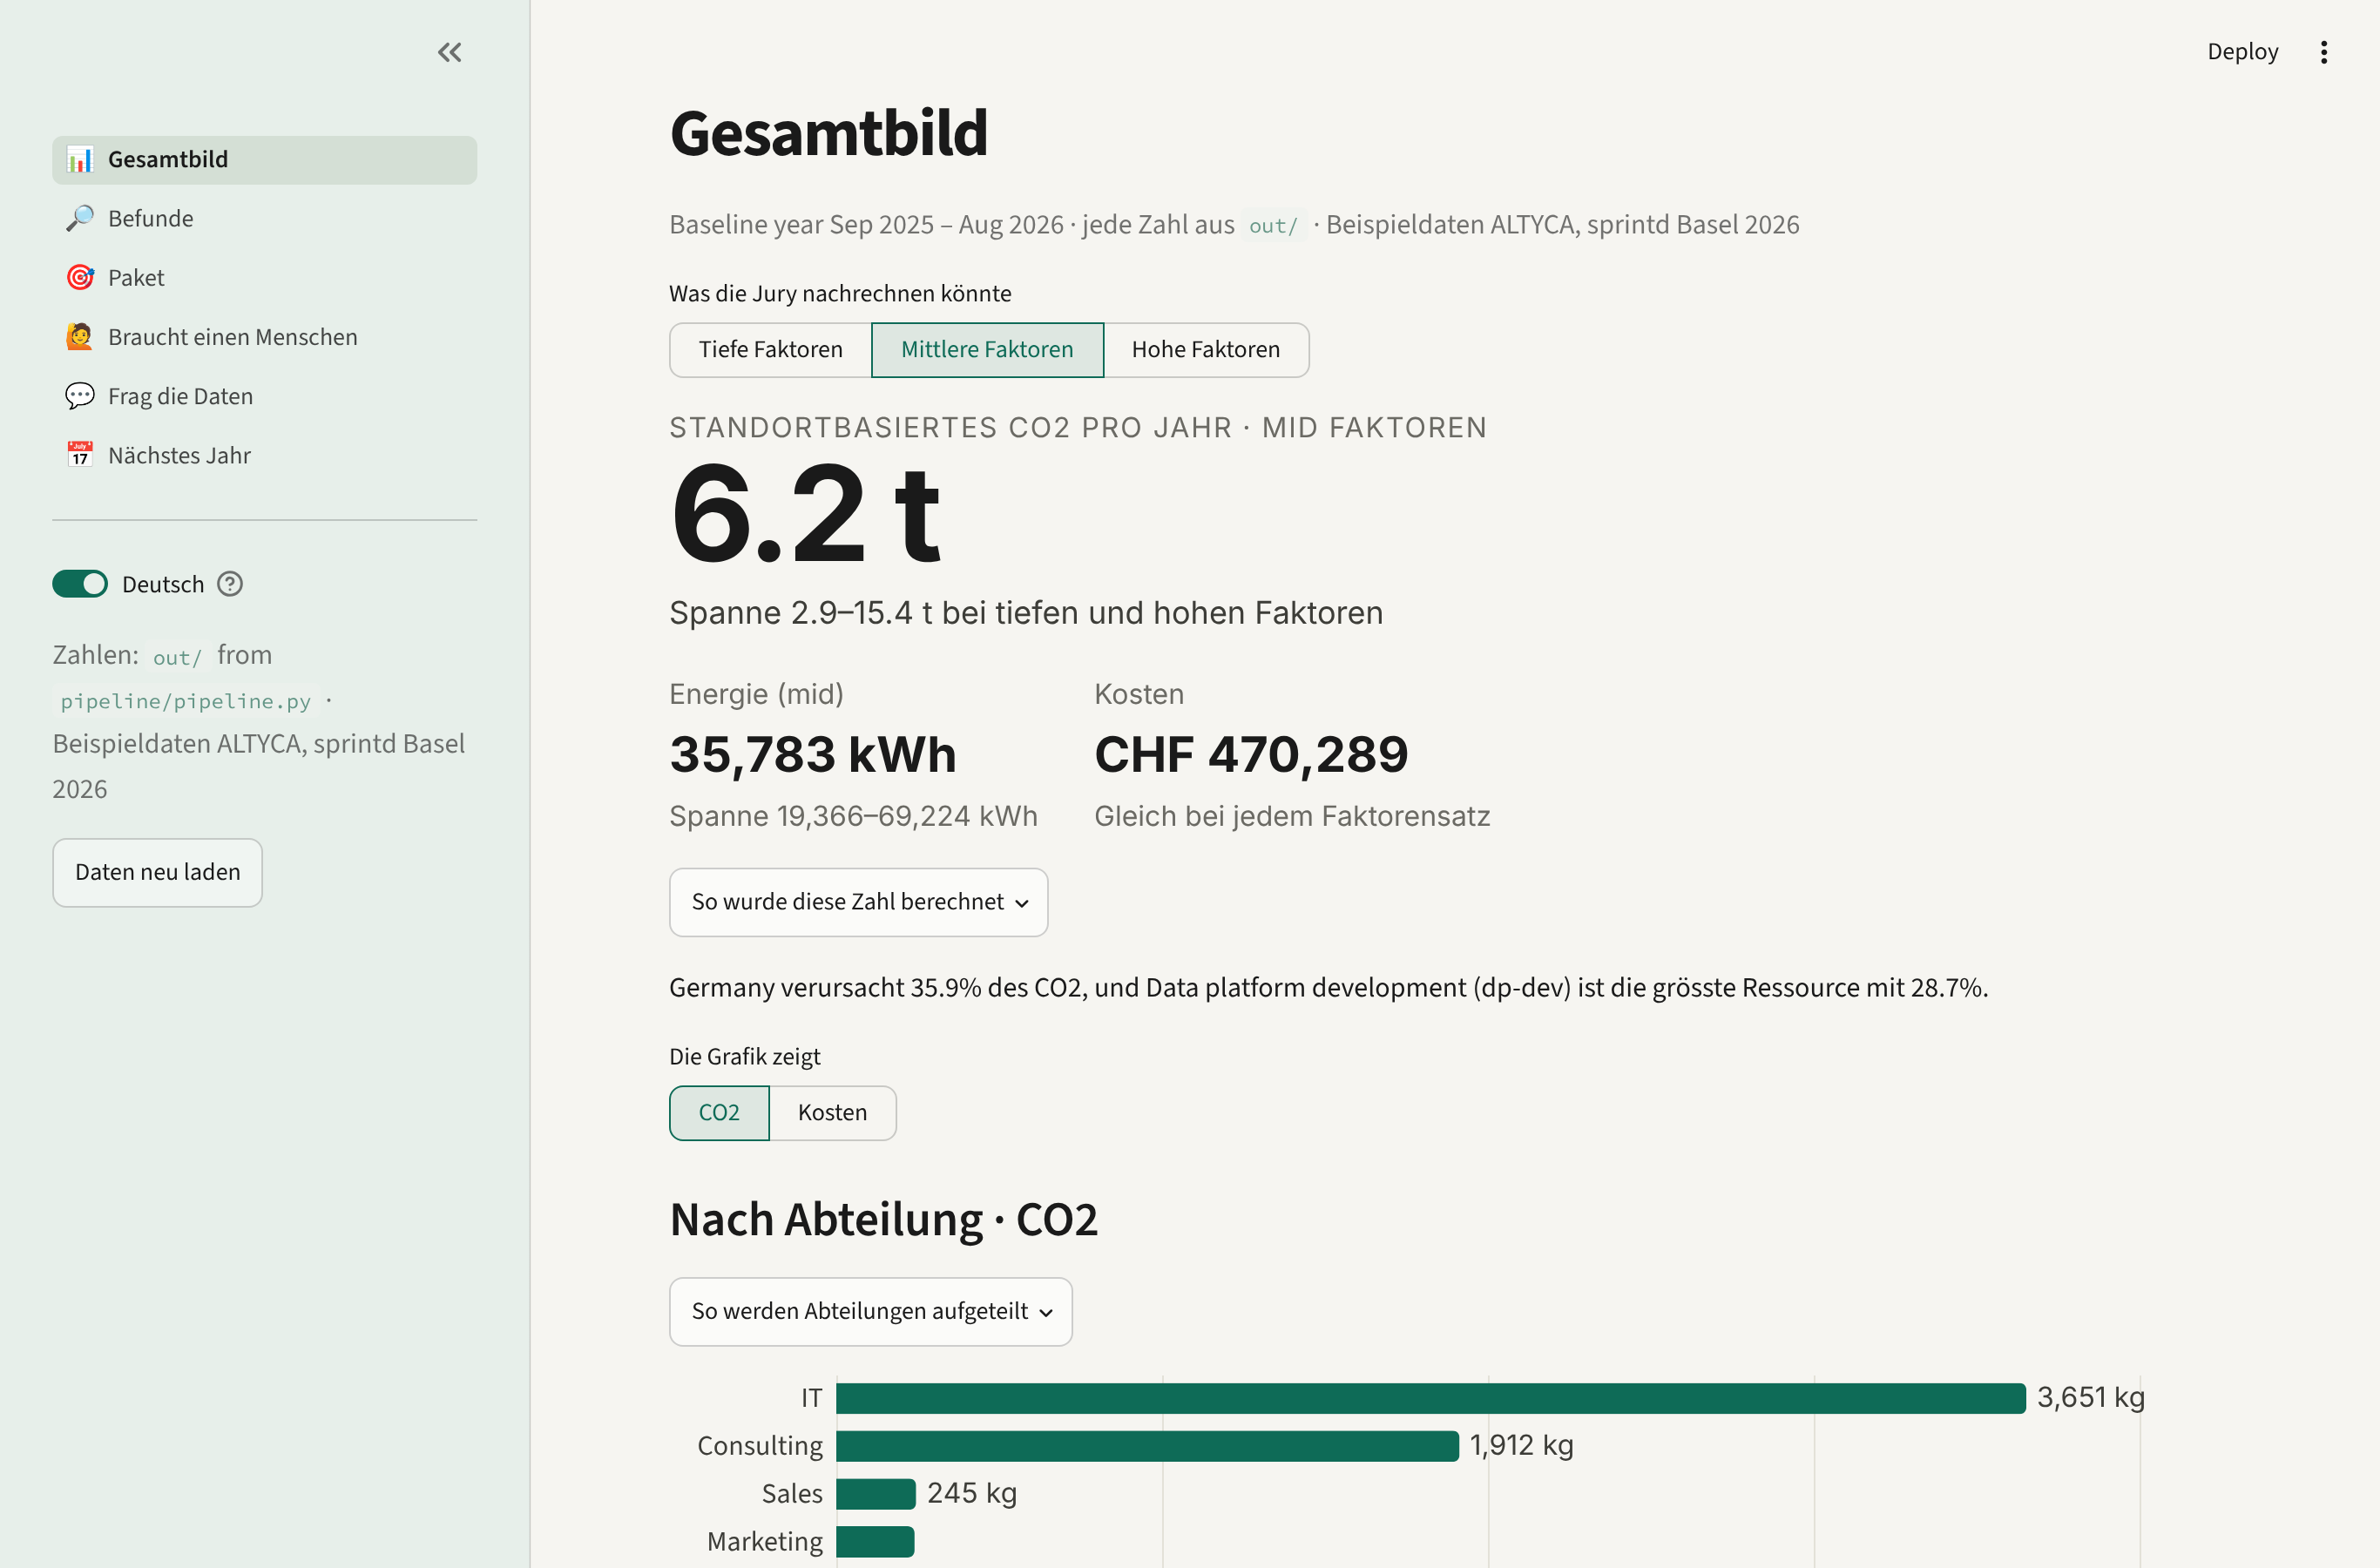 Deploy
Gesamtbild
Befunde
Paket
Braucht einen Menschen
Frag die Daten
Nächstes Jahr
Deutsch
Zahlen: out/ from
pipeline/pipeline.py ·
Beispieldaten ALTYCA, sprintd Basel
2026
Daten neu laden
Gesamtbild
Baseline year Sep 2025 – Aug 2026 · jede Zahl aus out/ · Beispieldaten ALTYCA, sprintd Basel 2026
Was die Jury nachrechnen könnte
Tiefe Faktoren Mittlere Faktoren Hohe Faktoren
STANDORTBASIERTES CO2 PRO JAHR · MID FAKTOREN
6.2 t
Spanne 2.9–15.4 t bei tiefen und hohen Faktoren
Energie (mid) Kosten
35,783 kWh CHF 470,289
Spanne 19,366–69,224 kWh Gleich bei jedem Faktorensatz
So wurde diese Zahl berechnet
Germany verursacht 35.9% des CO2, und Data platform development (dp-dev) ist die grösste Ressource mit 28.7%.
Die Grafik zeigt
CO2 Kosten
Nach Abteilung · CO2
So werden Abteilungen aufgeteilt
IT 3,651 kg
Consulting 1,912 kg
Sales 245 kg
Marketing